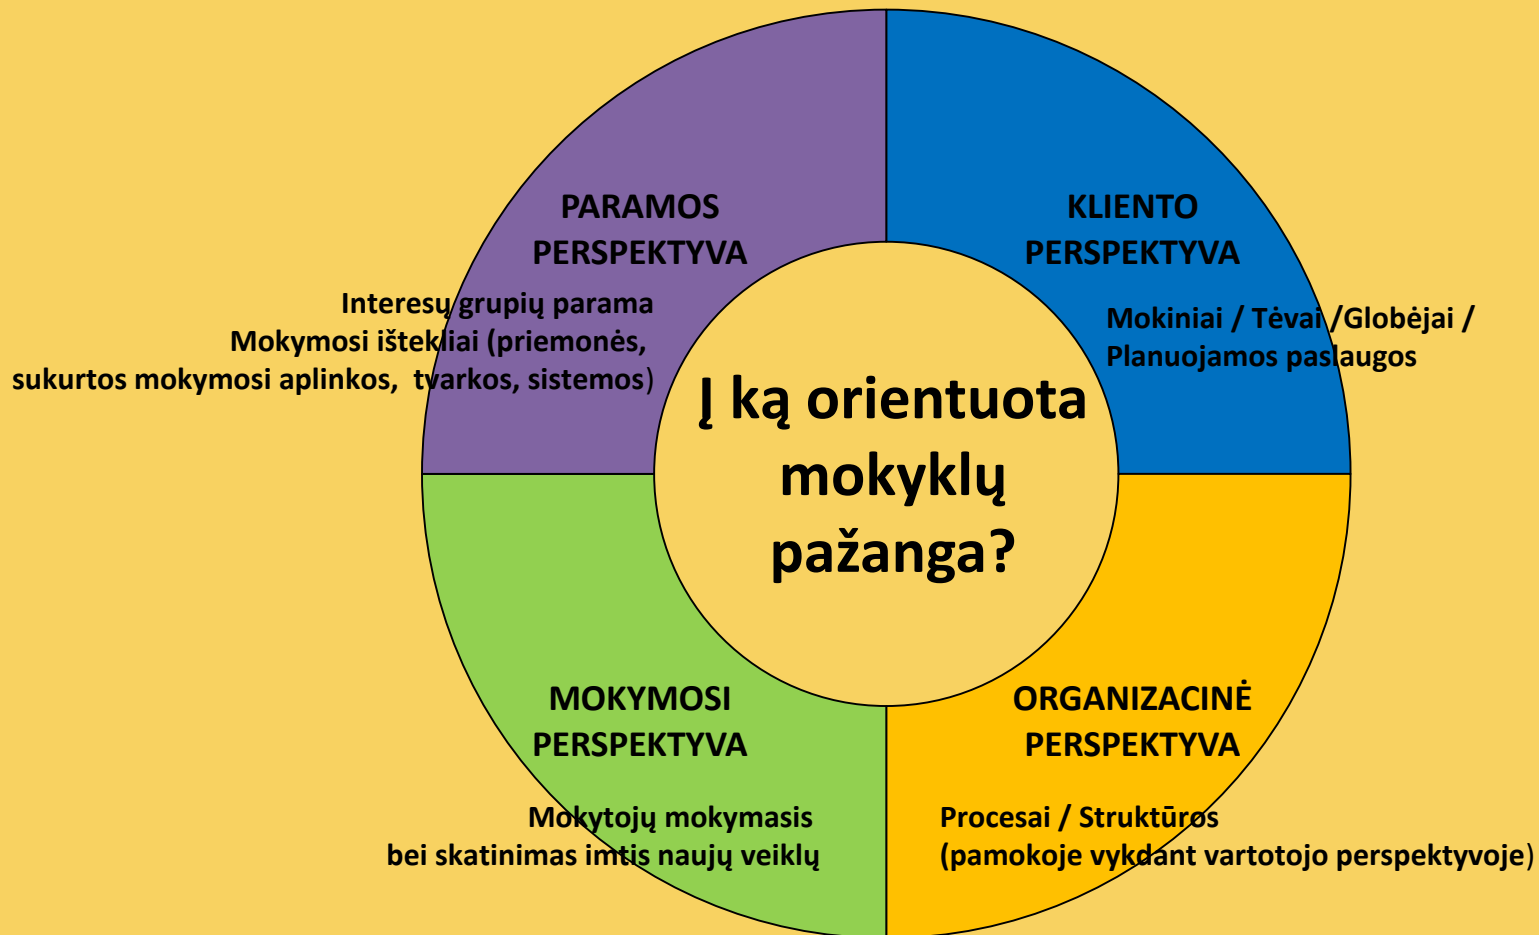 PARAMOS
PERSPEKTYVA
Interesų grupių parama
Mokymosi ištekliai (priemonės,
sukurtos mokymosi aplinkos, tvarkos, sistemos)
KLIENTO
PERSPEKTYVA
Mokiniai / Tėvai /Globėjai /
Planuojamos paslaugos
Į ką orientuota
mokyklų
pažanga?
MOKYMOSI
PERSPEKTYVA
Mokytojų mokymasis
bei skatinimas imtis naujų veiklų
ORGANIZACINĖ
PERSPEKTYVA
Procesai / Struktūros
(pamokoje vykdant vartotojo perspektyvoje)